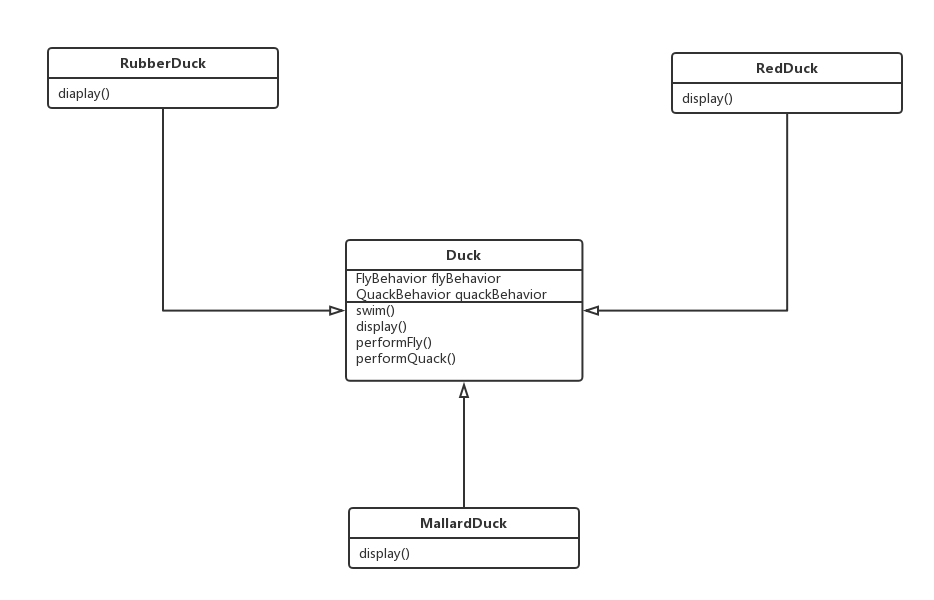 RubberDuck
diaplay()
RedDuck
display()
Duck
FlyBehavior flyBehavior
QuackBehavior quackBehavior
swim()
display()
performFly()
performQuack()
MallardDuck
display()